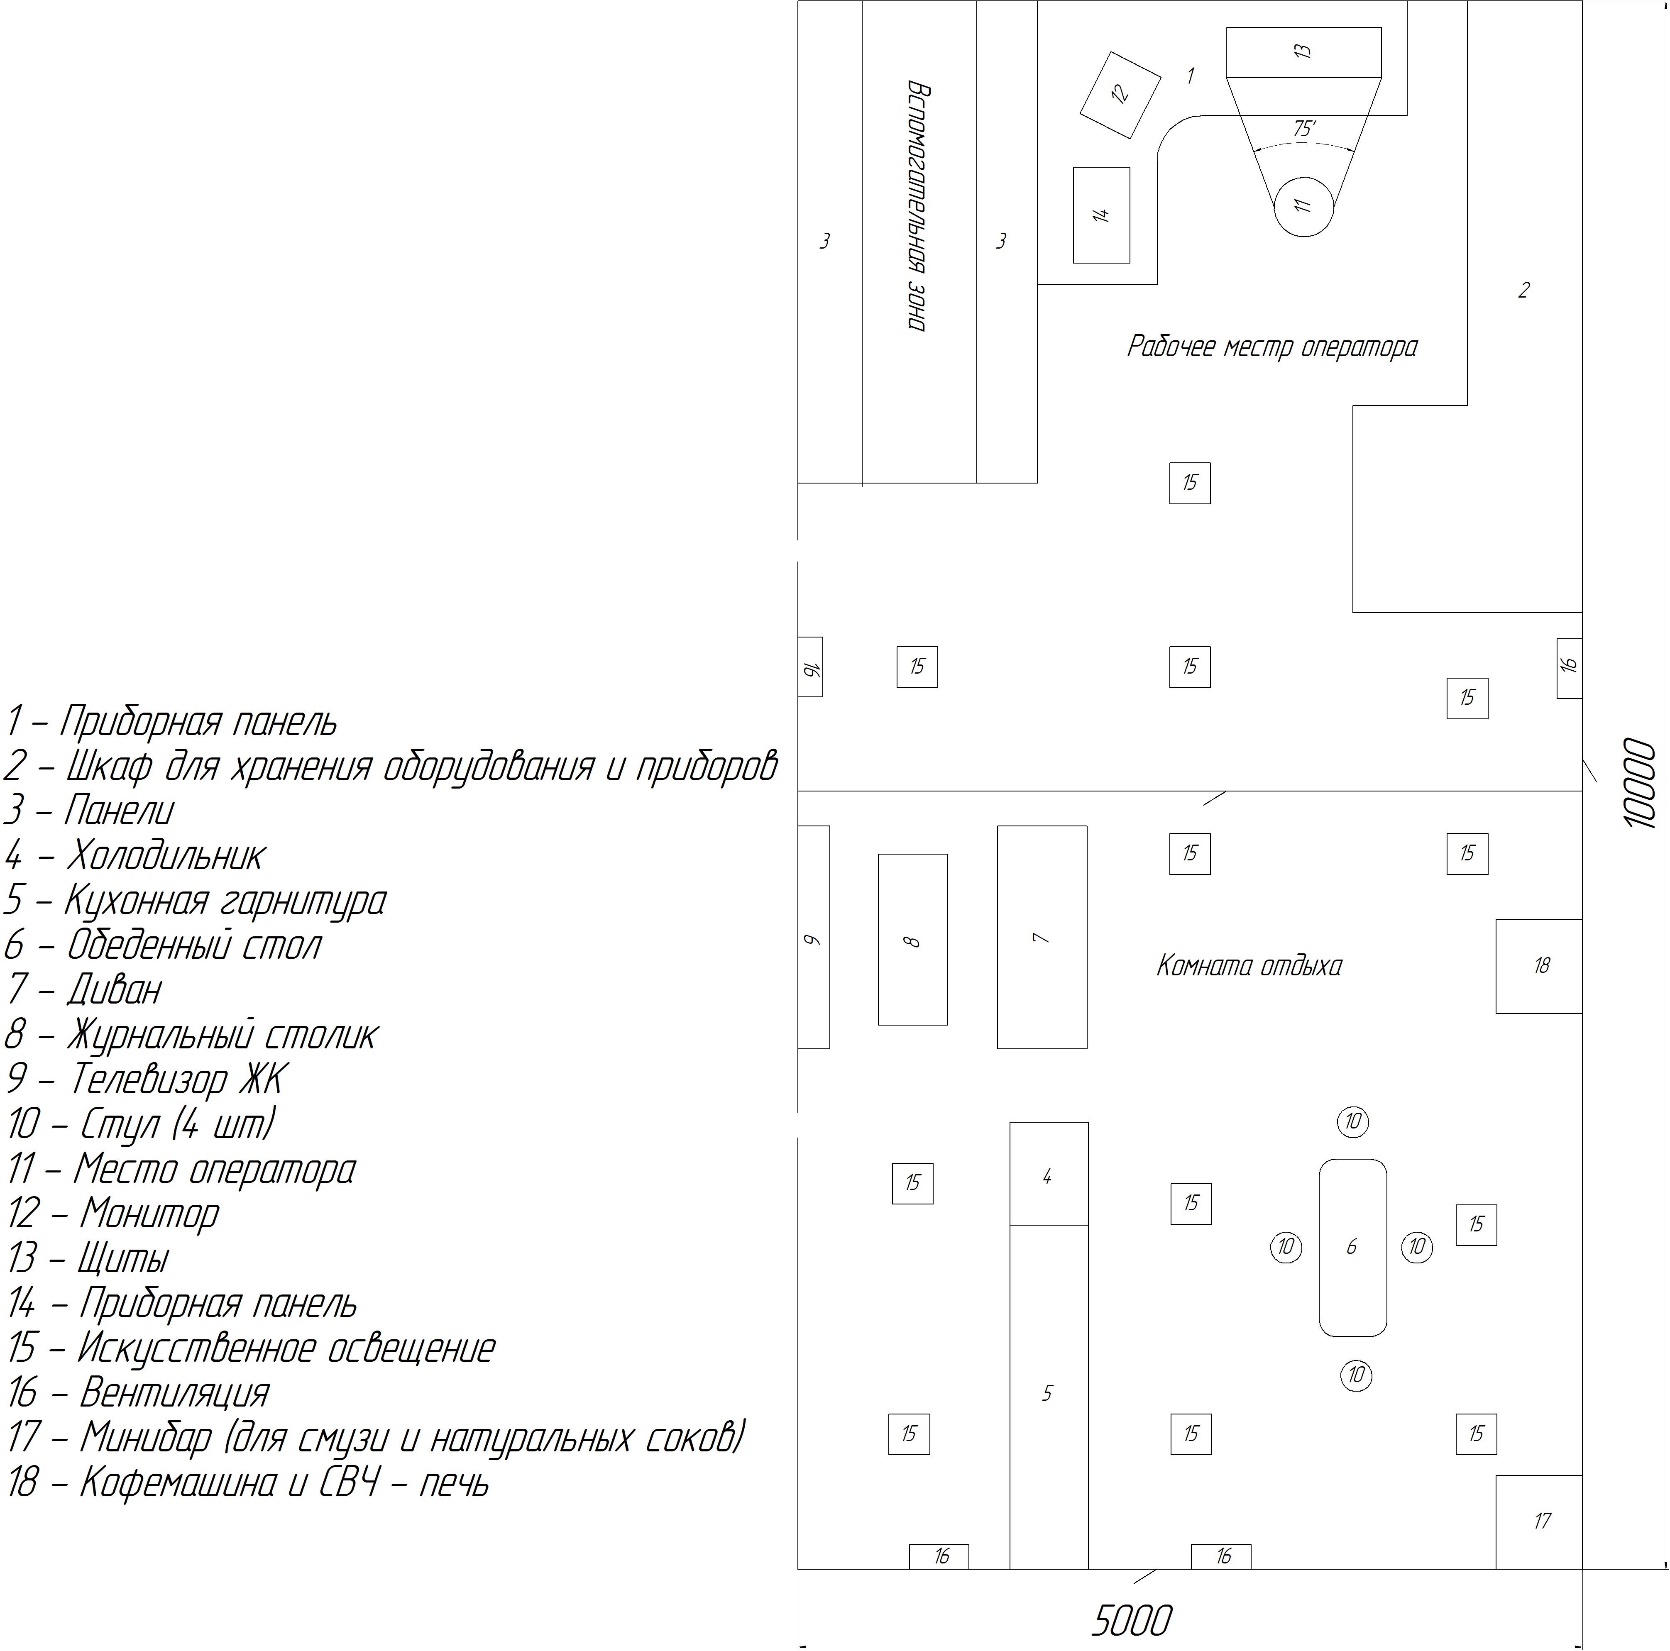 1 – Приборная панель
2 – Шкаф для хранения оборудования и приборов
3 – Панели
4 – Холодильник
5 – Кухонная гарнитура
6 – Обеденный стол
7 – Диван
8 – Журнальный столик
9 – Телевизор ЖК
10 – Стул (4 шт)
11 – Место оператора
12 – Монитор
13 – Щиты
14 – Приборная панель
15 – Искусственное освещение
16 – Вентиляция
17 – Минибар (для смузи и натуральных соков)
18 – Кофемашина и СВЧ – печь
13
1
12
75'
11
14
3
Вспомогательная зона
3
2
Рабочее местр оператора
15
16
15
15
15
16
10000
15
15
9
8
7
Комната отдыха
18
10
15
4
15
15
10
6
10
10
5
15
15
15
17
16
16
5000